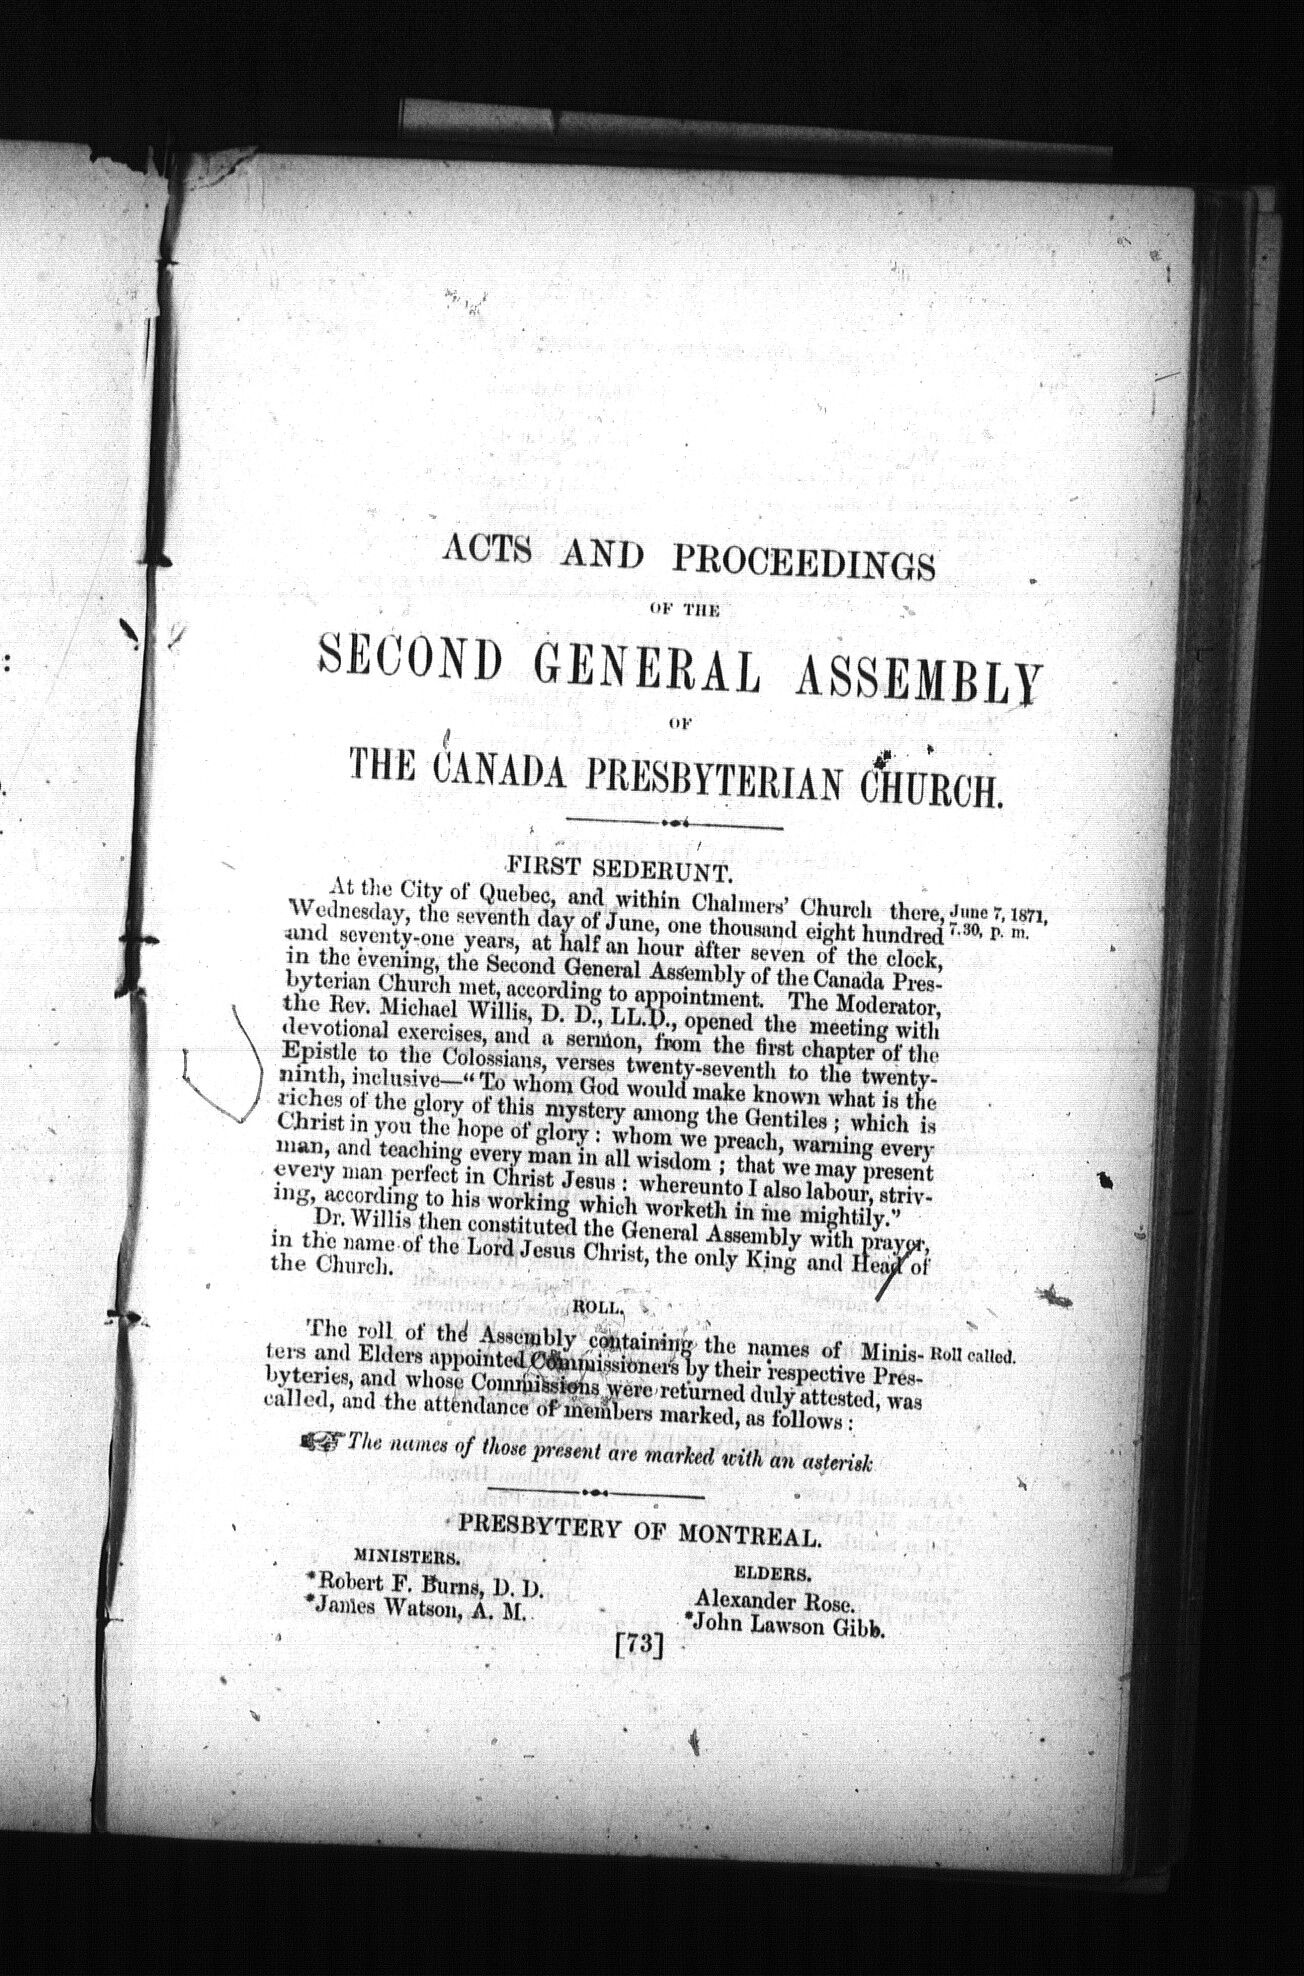 ACTS AND PROCEEDINGS
OF THE
SECOND GENERAL ASSEMBLY
OF
THE CANADA PRESBYTERIAN CHURCH.
FIRST SEDERUNT.
At the City of Quebec, and within Chalmers' Church there,
June 7, 1871,
7.30, p. m.
Wednesday, the seventh day of June, one thousand eight hundred
and seventy-one years, at half an hour after seven of the clock,
in the evening, the Second General Assembly of the Canada Pres-
byterian Church met, according to appointment. The Moderator,
the Rev. Michael Willis, D. D., LL.D., opened the meeting with
devotional exercises, and a sermon, from the first chapter of the
Epistle to the Colossians, verses twenty-seventh to the twenty-
ninth, inclusive—“To whom God would make known what is the
riches of the glory of this mystery among the Gentiles; which is
Christ in you the hope of glory: whom we preach, warning every
man, and teaching every man in all wisdom; that we may present
every man perfect in Christ Jesus: whereunto I also labour, striv-
ing, according to his working which worketh in me mightily.”
Dr. Willis then constituted the General Assembly with prayer,
in the name of the Lord Jesus Christ, the only King and Head of
the Church.
ROLL.
The roll of the Assembly containing the names of Minis-
Roll called.
ters and Elders appointed Commissioners by their respective Pres-
byteries, and whose Commissions were returned duly attested, was
called, and the attendance of members marked, as follows:
☞ The names of those present are marked with an asterisk
PRESBYTERY OF MONTREAL.
MINISTERS.
*Robert F. Burns, D. D.
*James Watson, A. M.
ELDERS.
Alexander Rose.
*John Lawson Gibb.
[73]